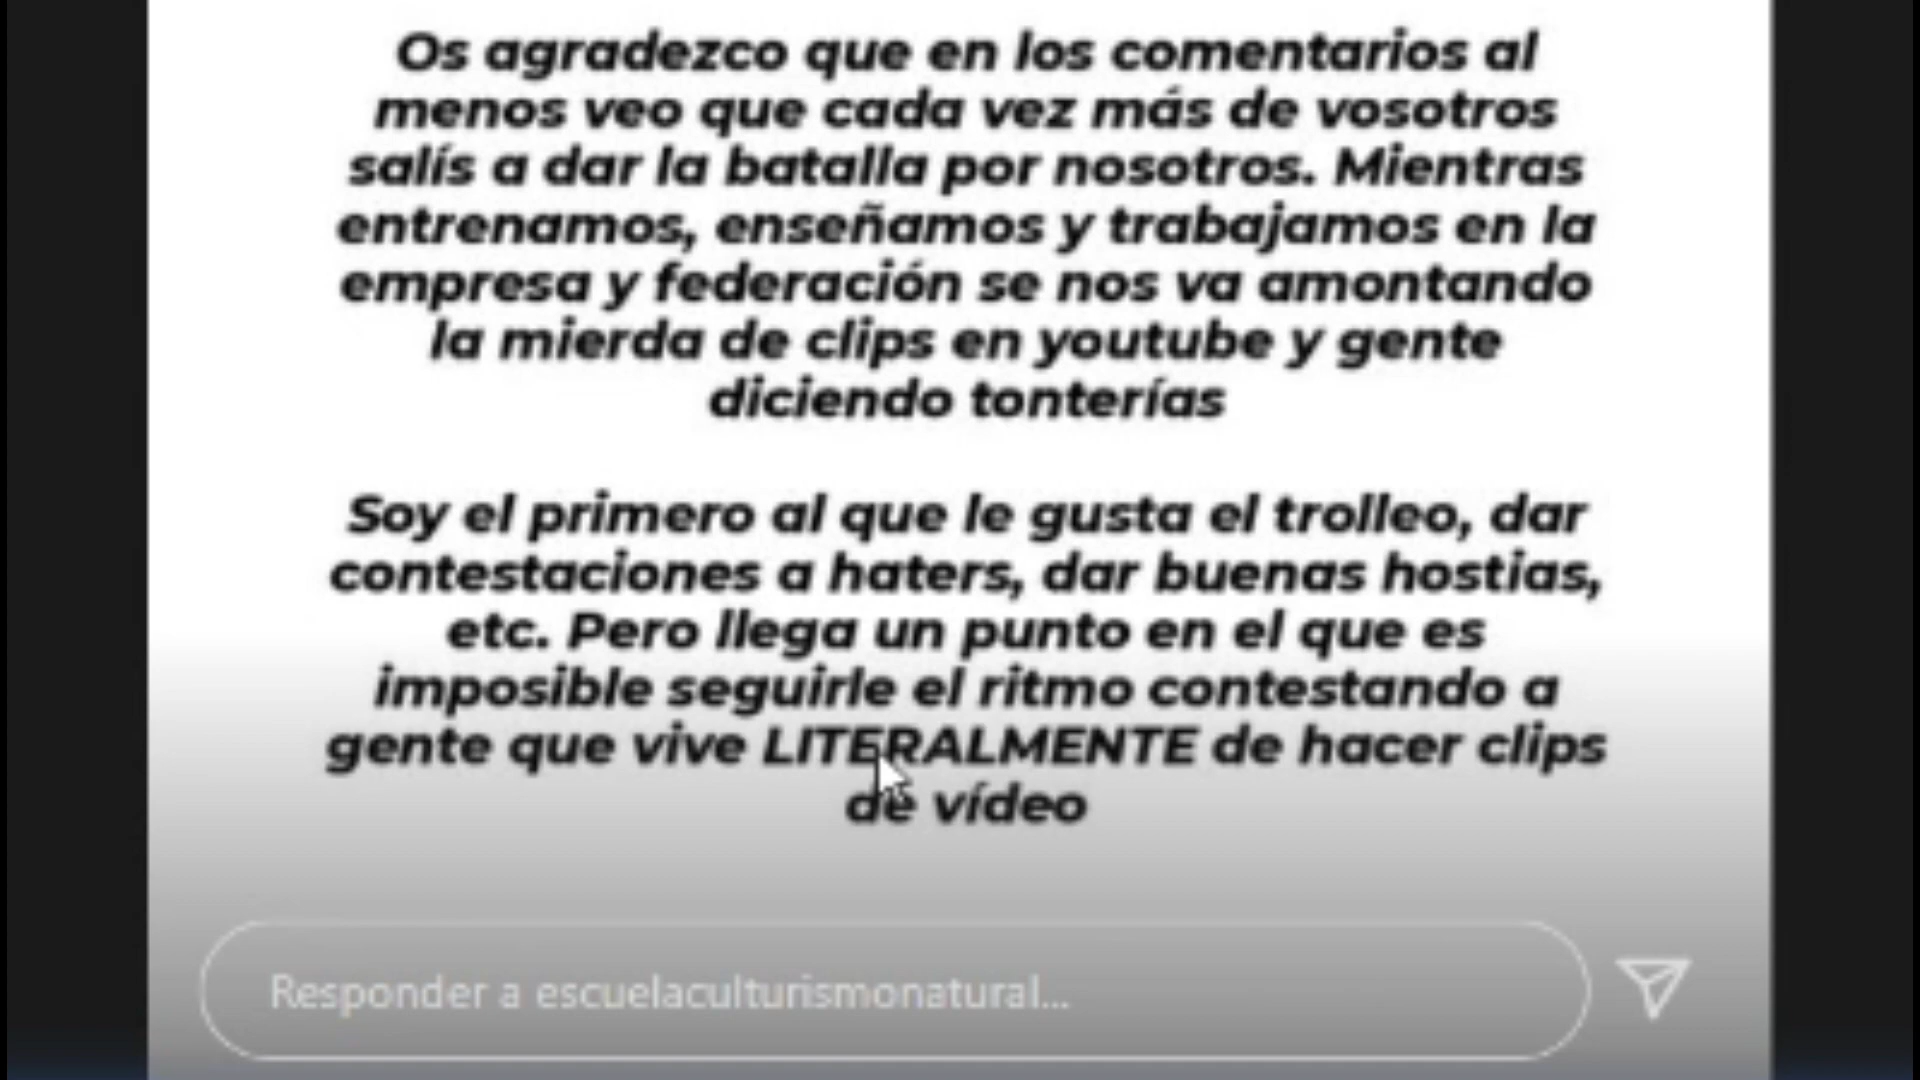 Os agradezco que en los comentarios al
menos veo que cada vez más de vosotros
salís a dar la batalla por nosotros. Mientras
entrenamos, enseñamos y trabajamos en la
empresa y federación se nos va amontando
la mierda de clips en youtube y gente
diciendo tonterías
Soy el primero al que le gusta el trolleo, dar
contestaciones a haters, dar buenas hostias,
etc. Pero llega un punto en el que es
imposible seguirle el ritmo contestando a
gente que vive LITERALMENTE de hacer clips
de vídeo
Responder a escuelaculturismonatural...